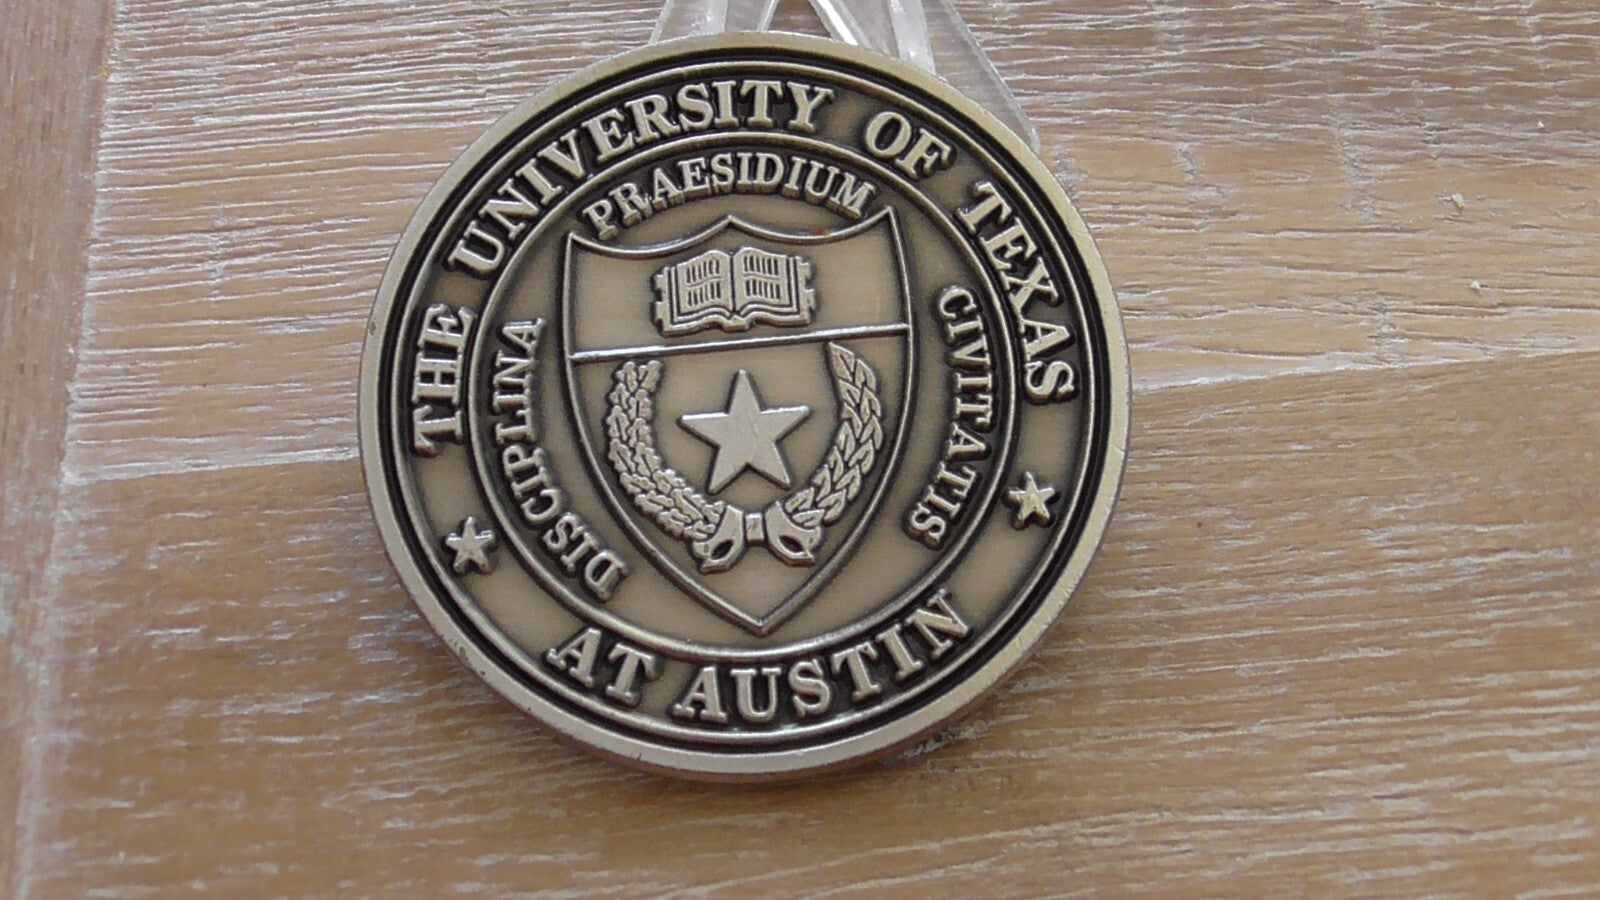 THE UNIVERSITY OF TEXAS
AT AUSTIN
DISCIPLINA PRAESIDIUM CIVITATIS